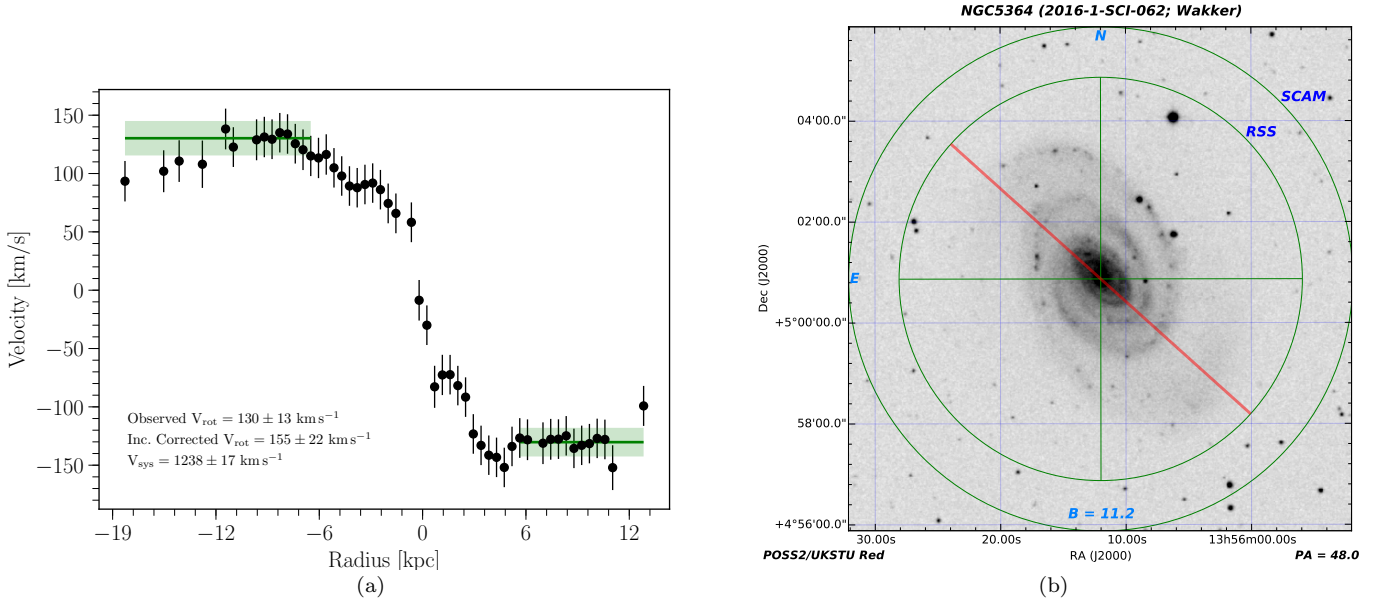 NGC5364 (2016-1-SCI-062; Wakker)
150
100
50
0
−50
−100
−150
Velocity [km/s]
Observed Vrot = 130 ± 13 km s−1
Inc. Corrected Vrot = 155 ± 22 km s−1
Vsys = 1238 ± 17 km s−1
−19 −12 −6 0 6 12
Radius [kpc]
(a)
N
SCAM
RSS
E
B = 11.2
04'00.0"
02'00.0"
+5°00'00.0"
58'00.0"
+4°56'00.0"
Dec (J2000)
30.00s 20.00s 10.00s 13h56m00.00s
POSS2/UKSTU Red RA (J2000) PA = 48.0
(b)